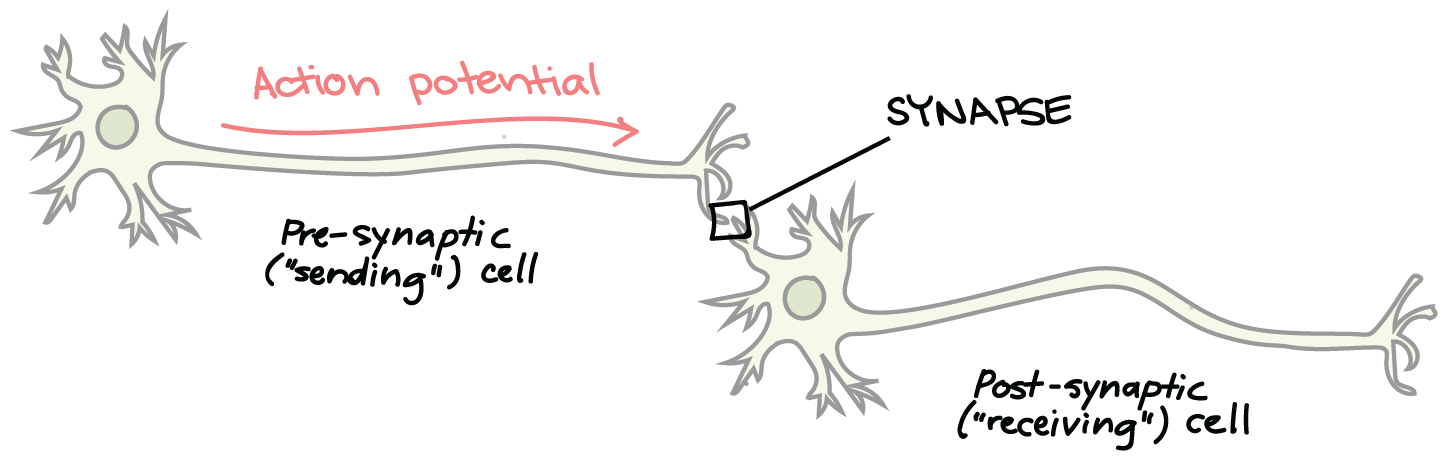 Action potential
SYNAPSE
Pre-synaptic
("sending") cell
Post-synaptic
("receiving") cell